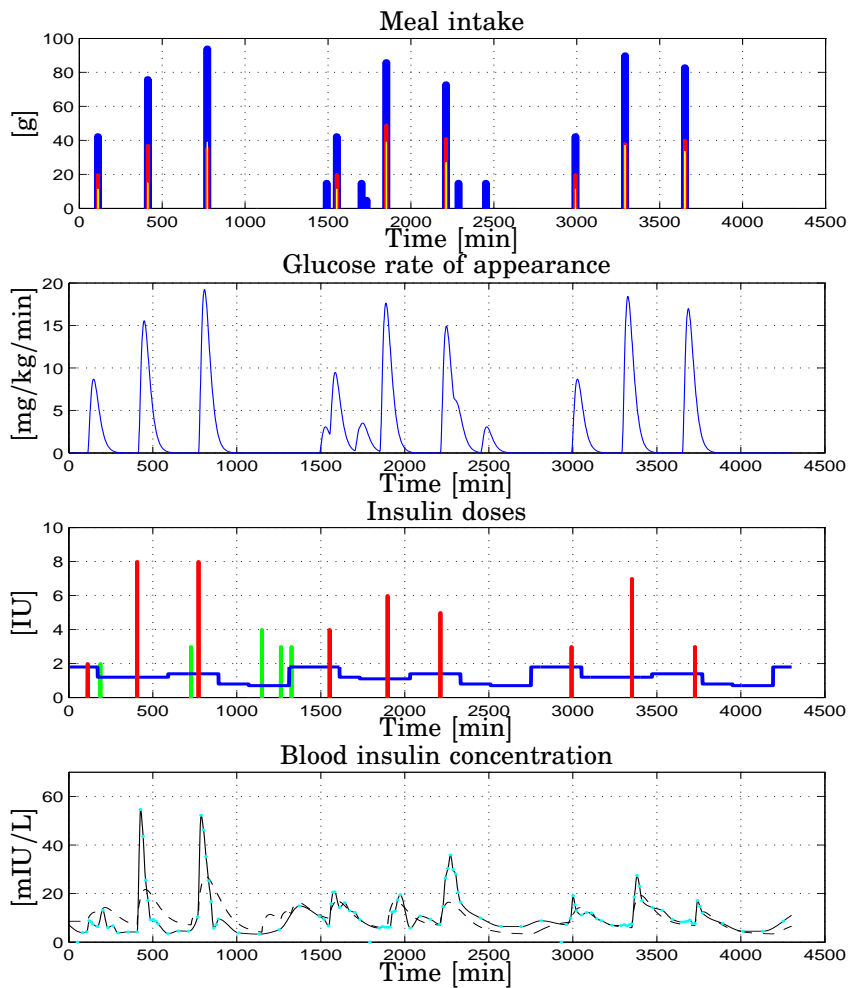 Meal intake
100
80
60
40
20
0
[g]
0 500 1000 1500 2000 2500 3000 3500 4000 4500
Time [min]
Glucose rate of appearance
20
15
10
5
0
[mg/kg/min]
0 500 1000 1500 2000 2500 3000 3500 4000 4500
Time [min]
Insulin doses
10
8
6
4
2
0
[IU]
0 500 1000 1500 2000 2500 3000 3500 4000 4500
Time [min]
Blood insulin concentration
60
40
20
0
[mIU/L]
0 500 1000 1500 2000 2500 3000 3500 4000 4500
Time [min]